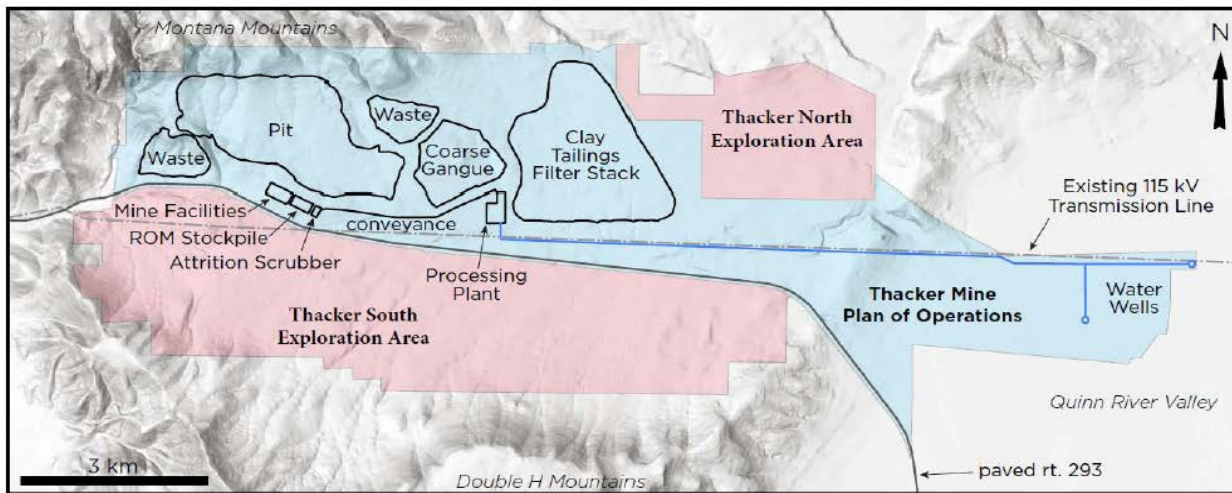 Montana Mountains
N
Waste
Pit
Waste
Coarse
Gangue
Clay
Tailings
Filter Stack
Thacker North
Exploration Area
Existing 115 kV
Transmission Line
Mine Facilities
ROM Stockpile
Attrition Scrubber
conveyance
Processing
Plant
Thacker South
Exploration Area
Thacker Mine
Plan of Operations
Water
Wells
Quinn River Valley
3 km
Double H Mountains
paved rt. 293